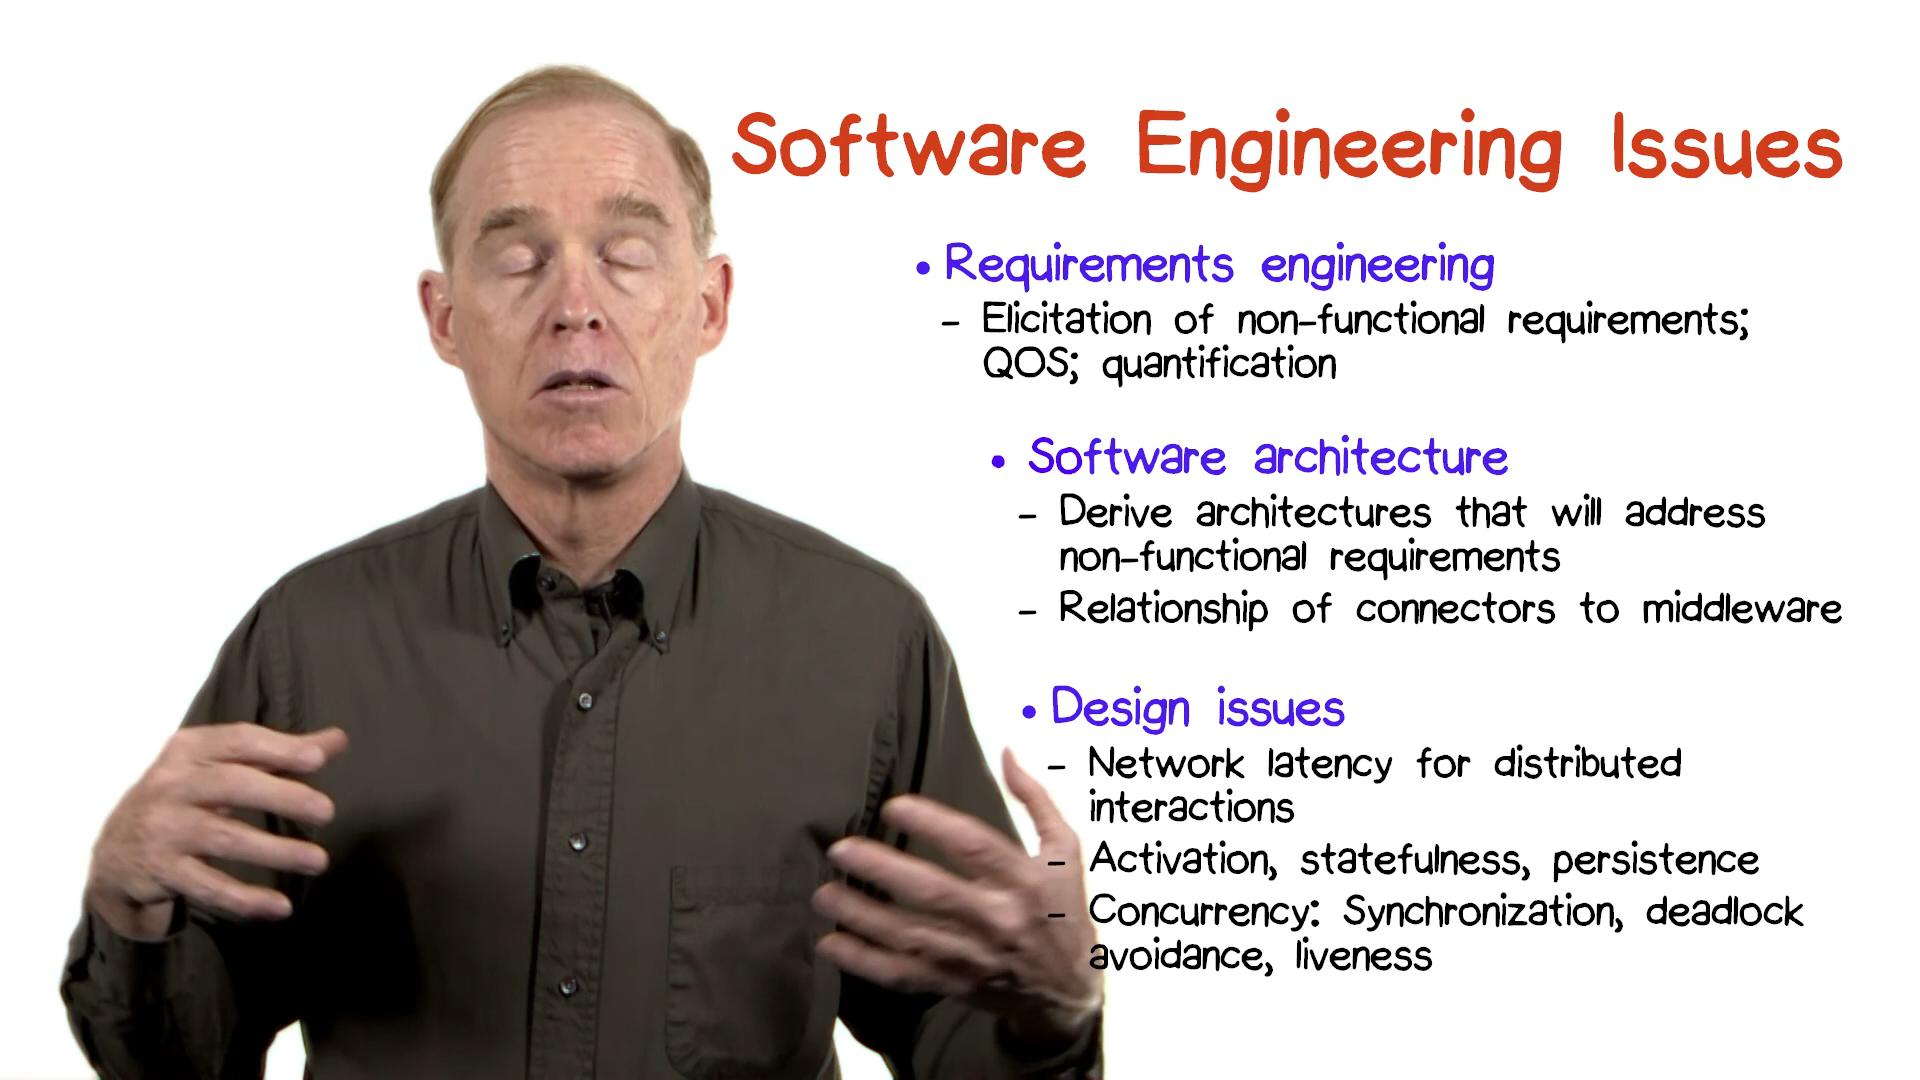 Software Engineering Issues
• Requirements engineering
– Elicitation of non-functional requirements;
QOS; quantification
• Software architecture
– Derive architectures that will address
non-functional requirements
– Relationship of connectors to middleware
• Design issues
– Network latency for distributed
interactions
– Activation, statefulness, persistence
– Concurrency: Synchronization, deadlock
avoidance, liveness